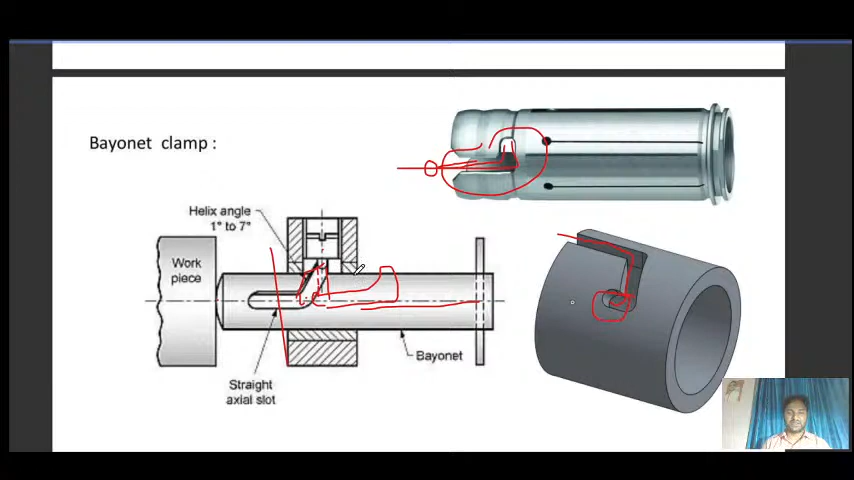 Bayonet clamp :
Helix angle
1° to 7°
Work
piece
Bayonet
Straight
axial slot